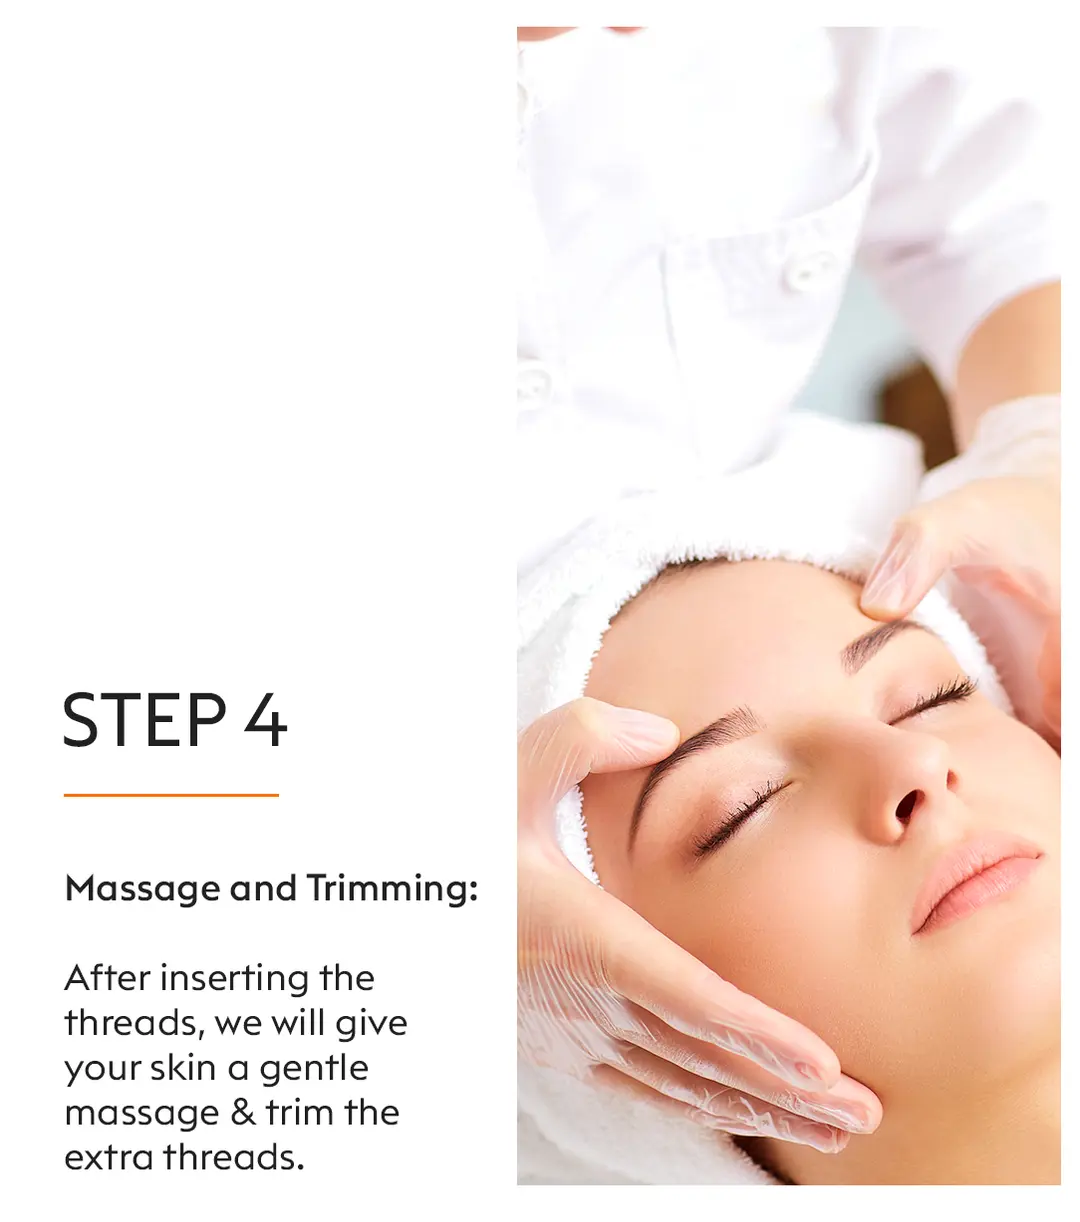 STEP 4
Massage and Trimming:
After inserting the
threads, we will give
your skin a gentle
massage & trim the
extra threads.